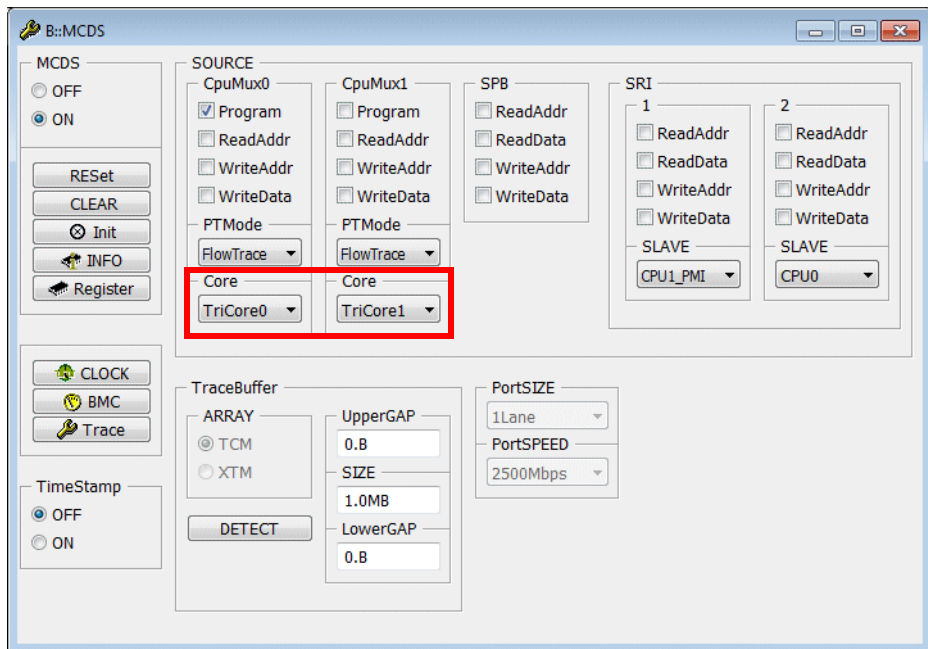 B::MCDS
MCDS
OFF
ON
RESet
CLEAR
Init
INFO
Register
CLOCK
BMC
Trace
TimeStamp
OFF
ON
SOURCE
CpuMux0
Program
ReadAddr
WriteAddr
WriteData
PTMode
FlowTrace
Core
TriCore0
CpuMux1
Program
ReadAddr
WriteAddr
WriteData
PTMode
FlowTrace
Core
TriCore1
SPB
ReadAddr
ReadData
WriteAddr
WriteData
SRI
1
ReadAddr
ReadData
WriteAddr
WriteData
SLAVE
CPU1_PMI
2
ReadAddr
ReadData
WriteAddr
WriteData
SLAVE
CPU0
TraceBuffer
ARRAY
TCM
XTM
DETECT
UpperGAP
0.B
SIZE
1.0MB
LowerGAP
0.B
PortSIZE
1Lane
PortSPEED
2500Mbps